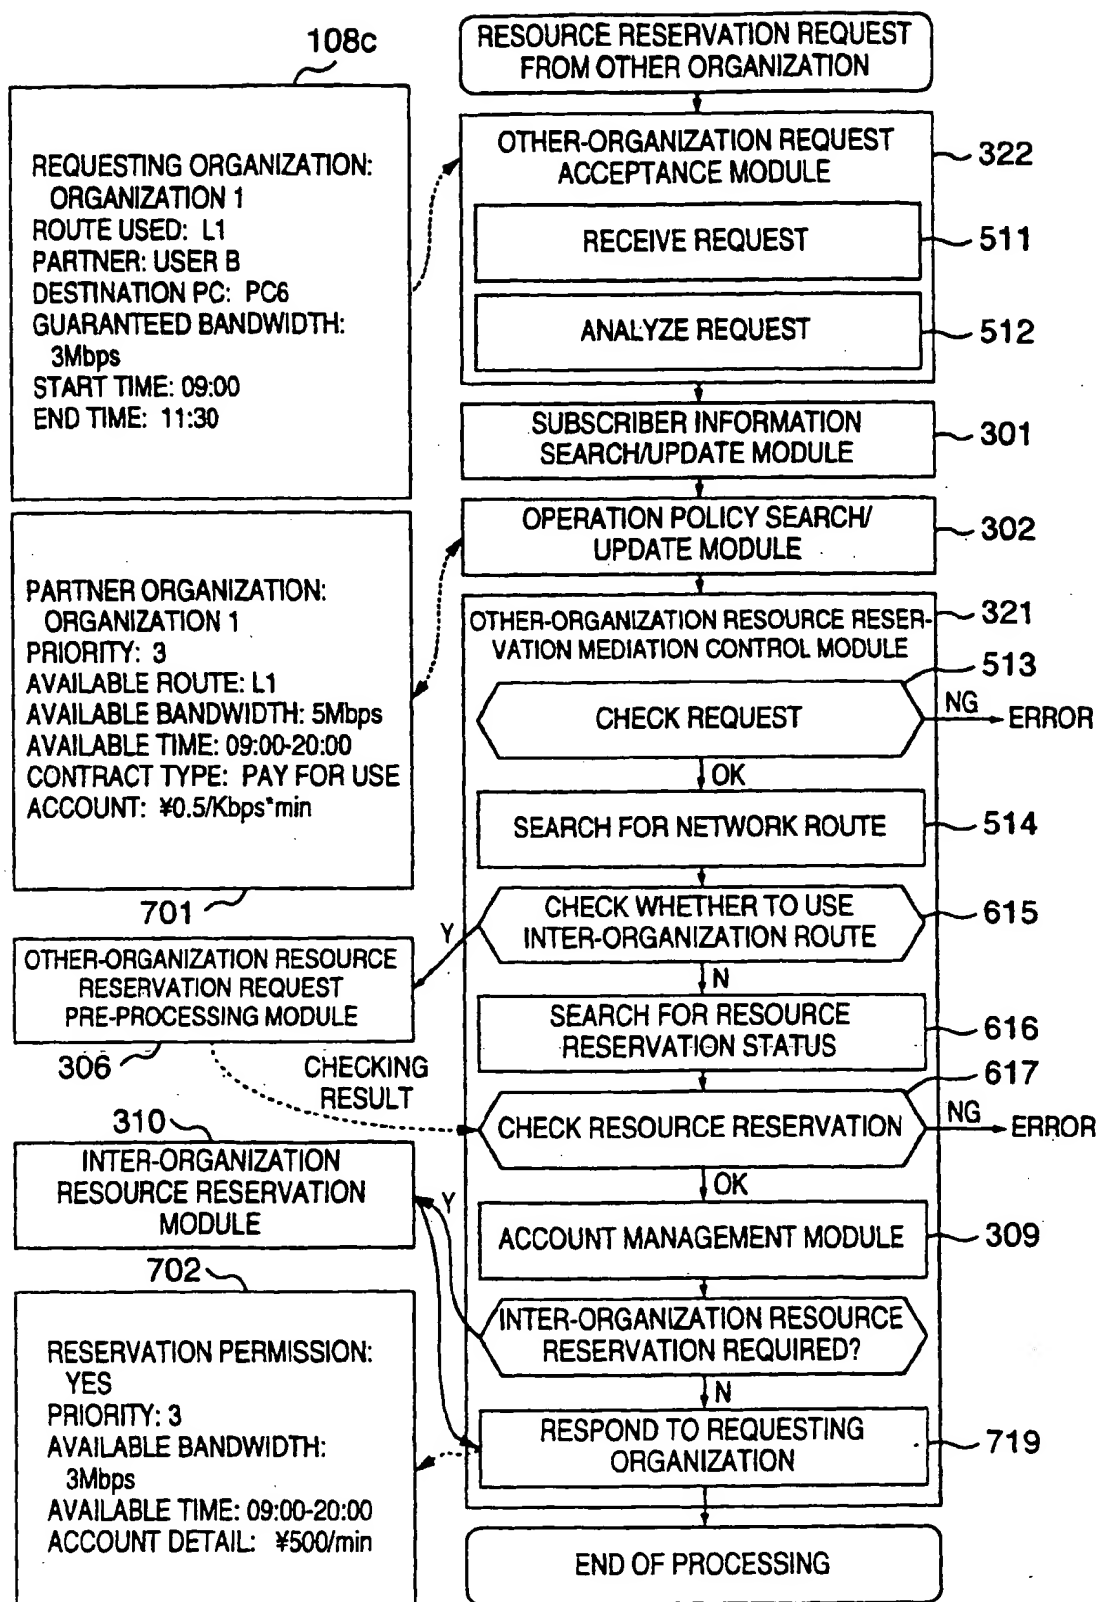 RESOURCE RESERVATION REQUEST
FROM OTHER ORGANIZATION
108c
REQUESTING ORGANIZATION:
ORGANIZATION 1
ROUTE USED: L1
PARTNER: USER B
DESTINATION PC: PC6
GUARANTEED BANDWIDTH:
3Mbps
START TIME: 09:00
END TIME: 11:30
OTHER-ORGANIZATION REQUEST
ACCEPTANCE MODULE
322
RECEIVE REQUEST
511
ANALYZE REQUEST
512
SUBSCRIBER INFORMATION
SEARCH/UPDATE MODULE
301
OPERATION POLICY SEARCH/
UPDATE MODULE
302
PARTNER ORGANIZATION:
ORGANIZATION 1
PRIORITY: 3
AVAILABLE ROUTE: L1
AVAILABLE BANDWIDTH: 5Mbps
AVAILABLE TIME: 09:00-20:00
CONTRACT TYPE: PAY FOR USE
ACCOUNT: ¥0.5/Kbps*min
701
OTHER-ORGANIZATION RESOURCE RESER-
VATION MEDIATION CONTROL MODULE
321
513
CHECK REQUEST
NG
ERROR
OK
SEARCH FOR NETWORK ROUTE
514
CHECK WHETHER TO USE
INTER-ORGANIZATION ROUTE
615
Y
N
OTHER-ORGANIZATION RESOURCE
RESERVATION REQUEST
PRE-PROCESSING MODULE
306
CHECKING
RESULT
SEARCH FOR RESOURCE
RESERVATION STATUS
616
617
CHECK RESOURCE RESERVATION
NG
ERROR
OK
310
INTER-ORGANIZATION
RESOURCE RESERVATION
MODULE
Y
ACCOUNT MANAGEMENT MODULE
309
INTER-ORGANIZATION RESOURCE
RESERVATION REQUIRED?
N
702
RESERVATION PERMISSION:
YES
PRIORITY: 3
AVAILABLE BANDWIDTH:
3Mbps
AVAILABLE TIME: 09:00-20:00
ACCOUNT DETAIL: ¥500/min
RESPOND TO REQUESTING
ORGANIZATION
719
END OF PROCESSING